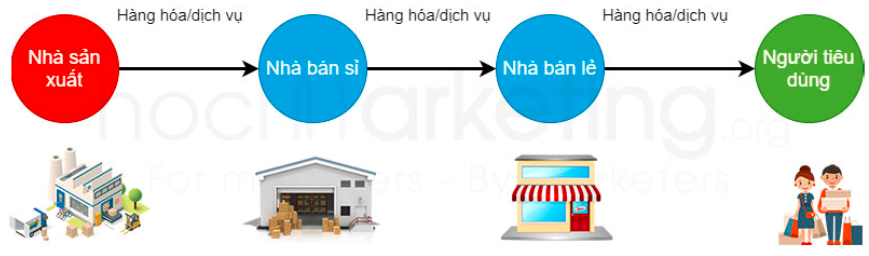 Hàng hóa/dịch vụ
Hàng hóa/dịch vụ
Hàng hóa/dịch vụ
Nhà sản
xuất
Nhà bán sỉ
Nhà bán lẻ
Người tiêu
dùng
hocmarketing.org
For marketers - By marketers